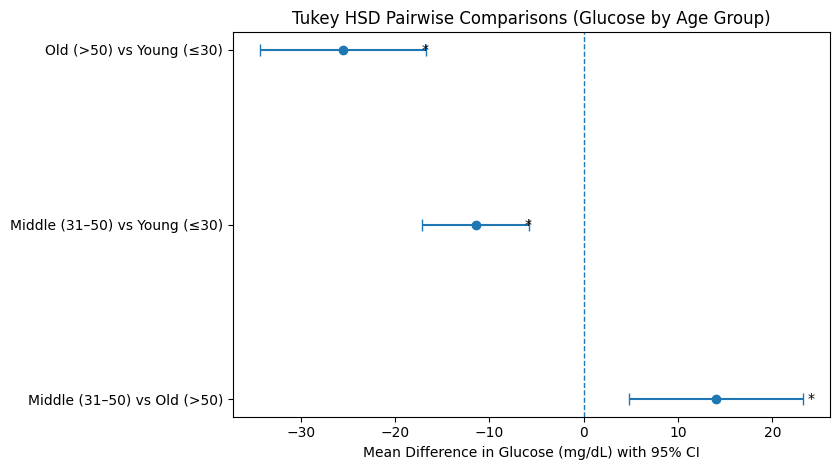 Tukey HSD Pairwise Comparisons (Glucose by Age Group)
Old (>50) vs Young (≤30)
*
Middle (31–50) vs Young (≤30)
*
Middle (31–50) vs Old (>50)
*
−30 −20 −10 0 10 20
Mean Difference in Glucose (mg/dL) with 95% CI